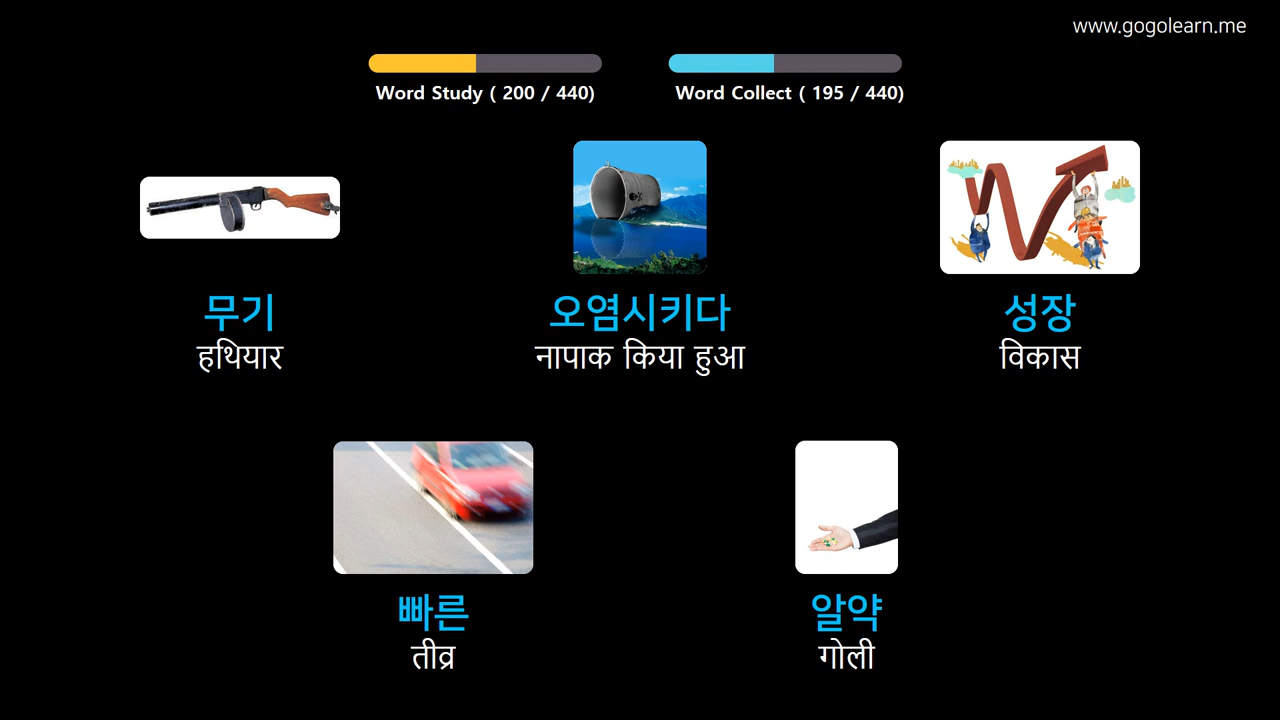 www.gogolearn.me
Word Study ( 200 / 440)
Word Collect ( 195 / 440)
무기
हथियार
오염시키다
नापाक किया हुआ
성장
विकास
빠른
तीव्र
알약
गोली